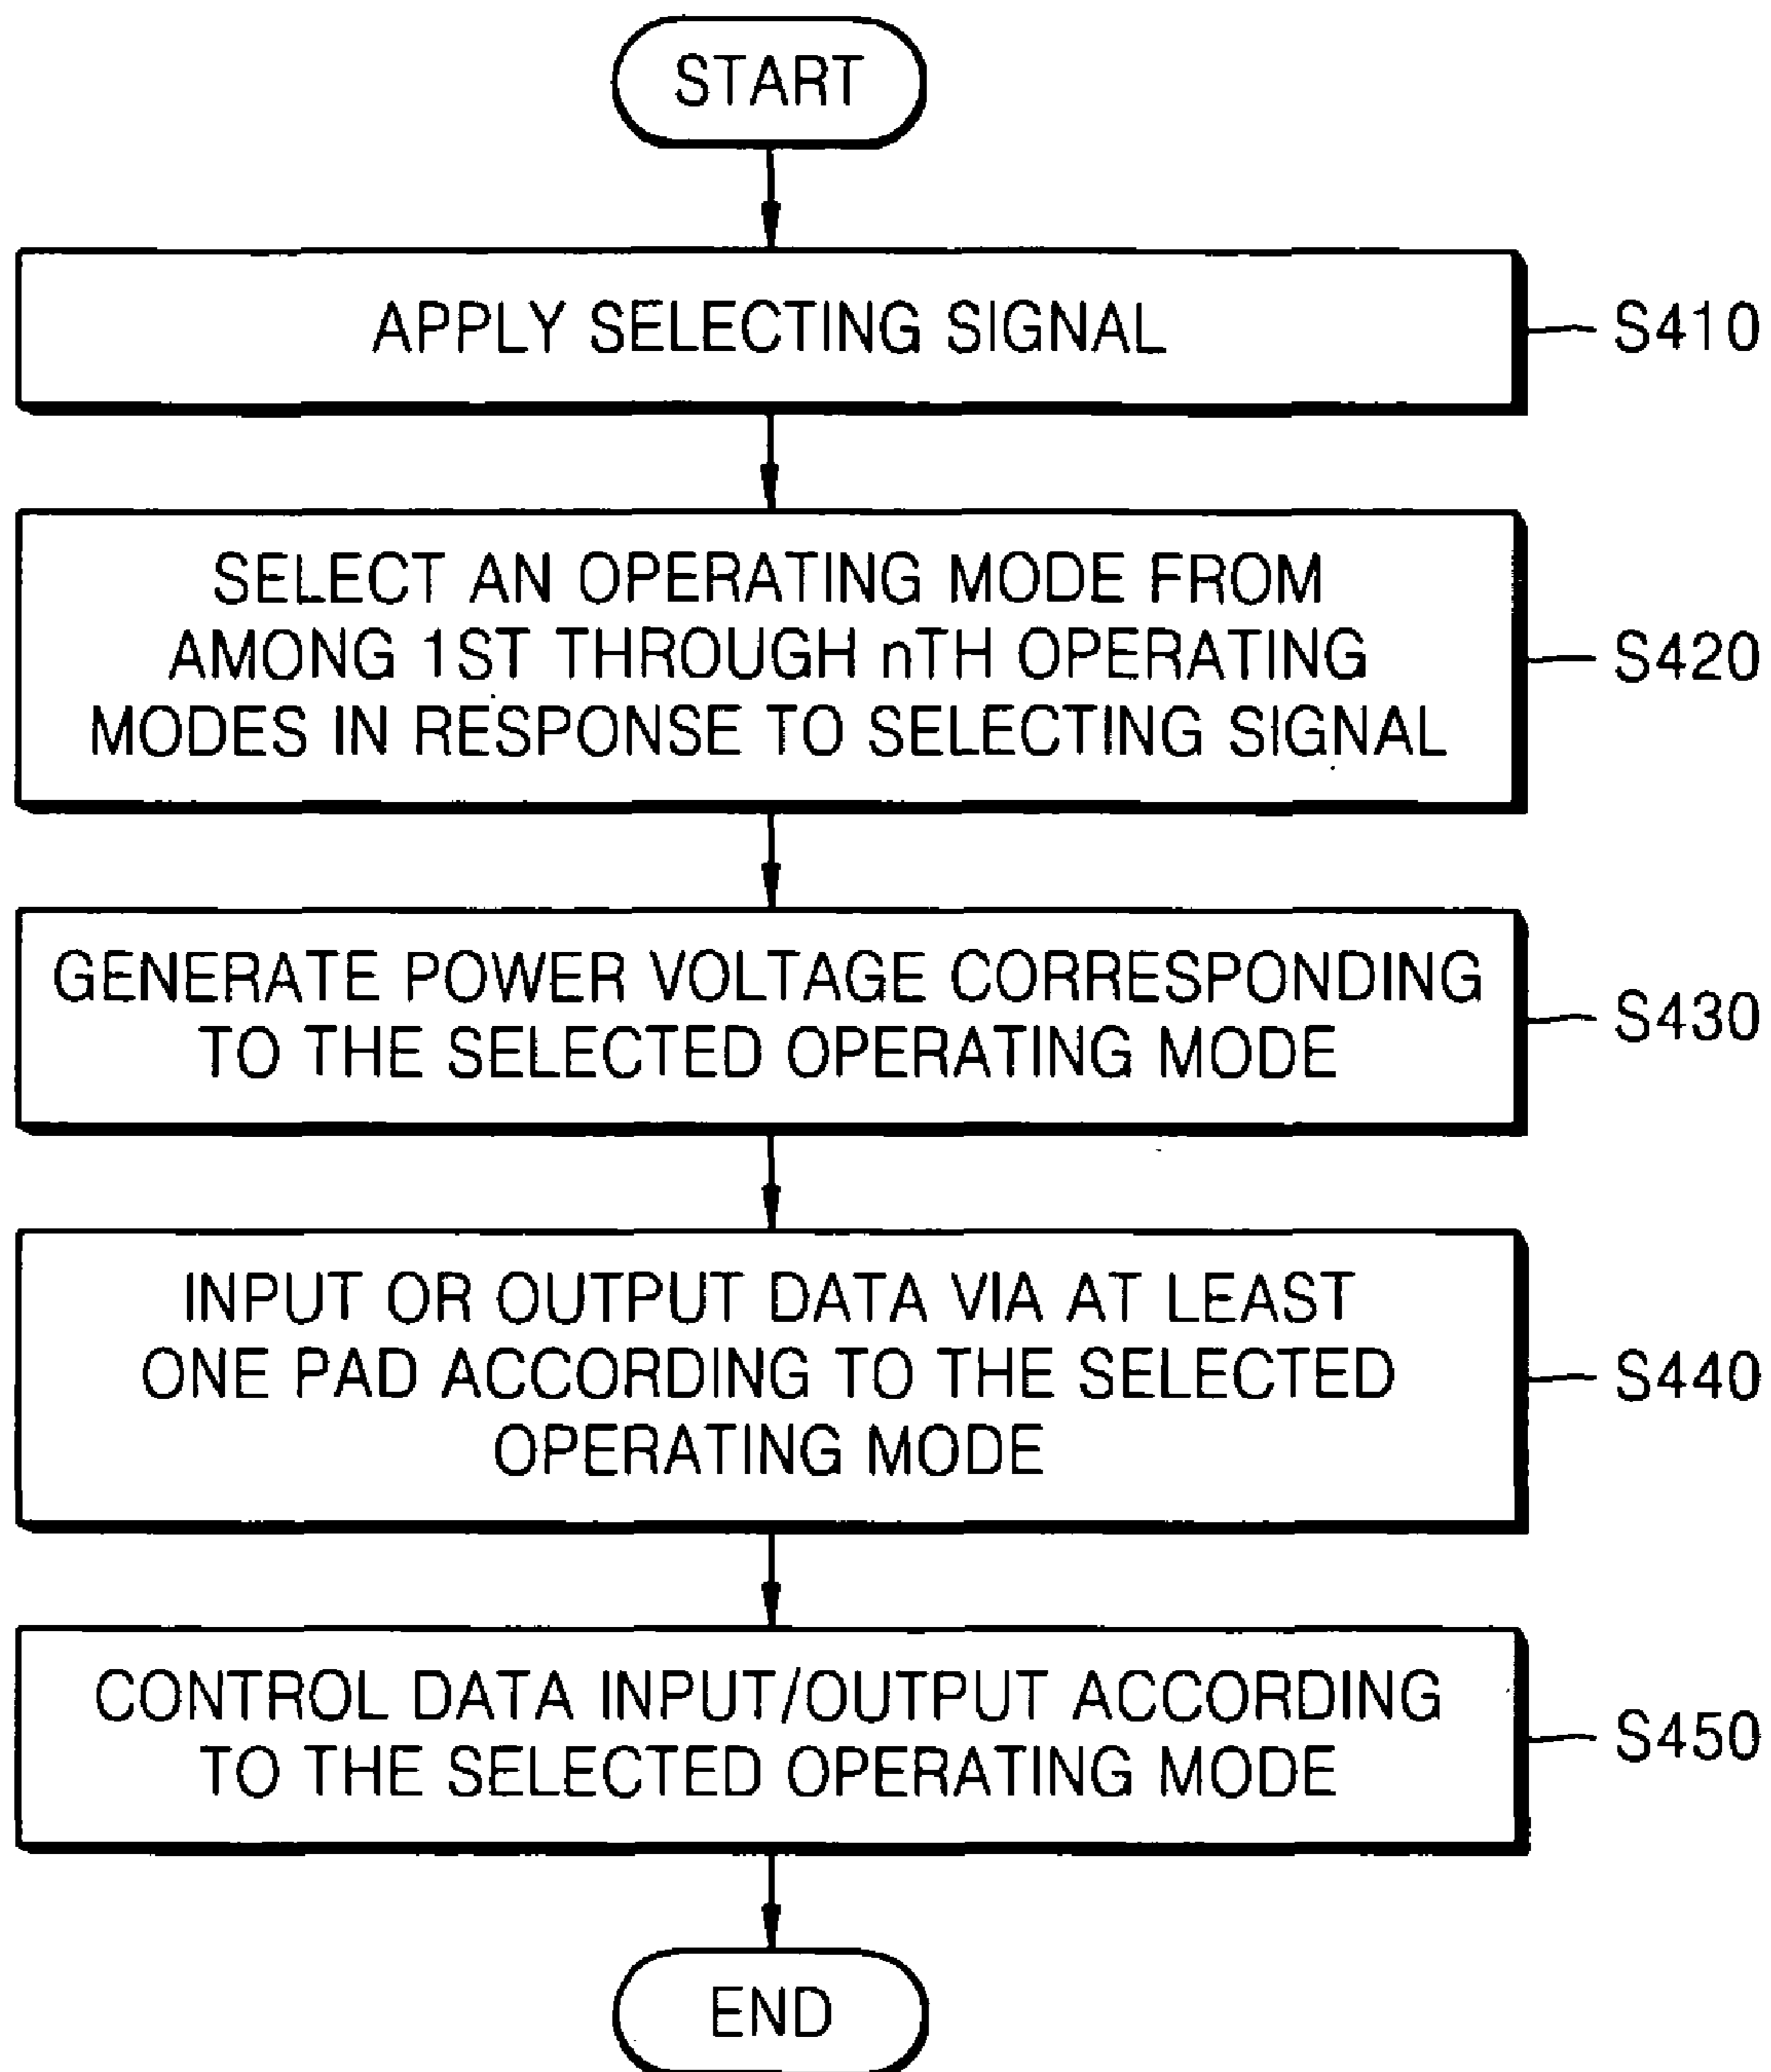 START
APPLY SELECTING SIGNAL
S410
SELECT AN OPERATING MODE FROM
AMONG 1ST THROUGH nTH OPERATING
MODES IN RESPONSE TO SELECTING SIGNAL
S420
GENERATE POWER VOLTAGE CORRESPONDING
TO THE SELECTED OPERATING MODE
S430
INPUT OR OUTPUT DATA VIA AT LEAST
ONE PAD ACCORDING TO THE SELECTED
OPERATING MODE
S440
CONTROL DATA INPUT/OUTPUT ACCORDING
TO THE SELECTED OPERATING MODE
S450
END